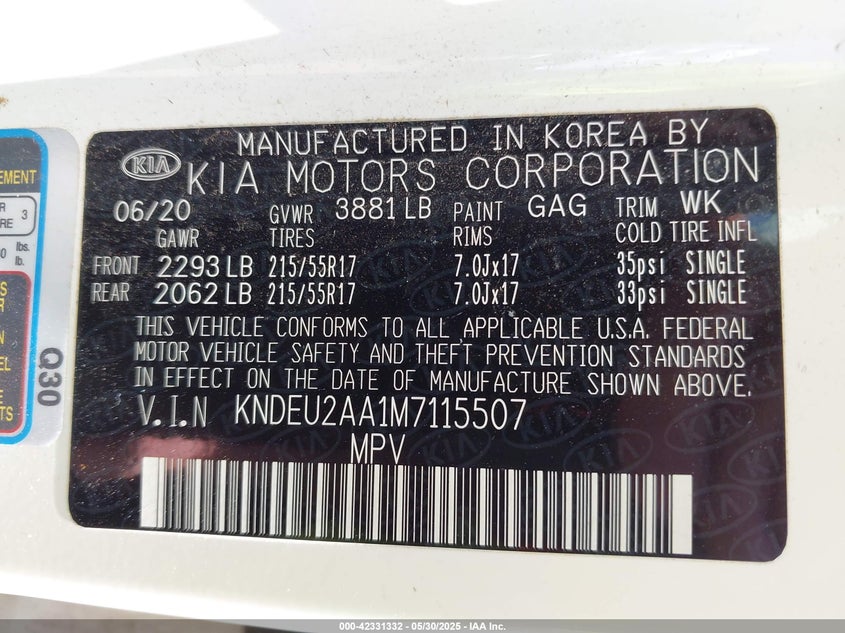 MANUFACTURED IN KOREA BY
KIA KIA MOTORS CORPORATION
06/20 GVWR 3881 LB PAINT GAG TRIM WK
GAWR TIRES RIMS COLD TIRE INFL
FRONT 2293 LB 215/55R17 7.0Jx17 35psi SINGLE
REAR 2062 LB 215/55R17 7.0Jx17 33psi SINGLE
THIS VEHICLE CONFORMS TO ALL APPLICABLE U.S.A. FEDERAL
MOTOR VEHICLE SAFETY AND THEFT PREVENTION STANDARDS
IN EFFECT ON THE DATE OF MANUFACTURE SHOWN ABOVE.
V.I.N KNDEU2AA1M7115507
MPV
Q30
3
lbs.
kg.
000-42331332 - 05/30/2025 - IAA Inc.